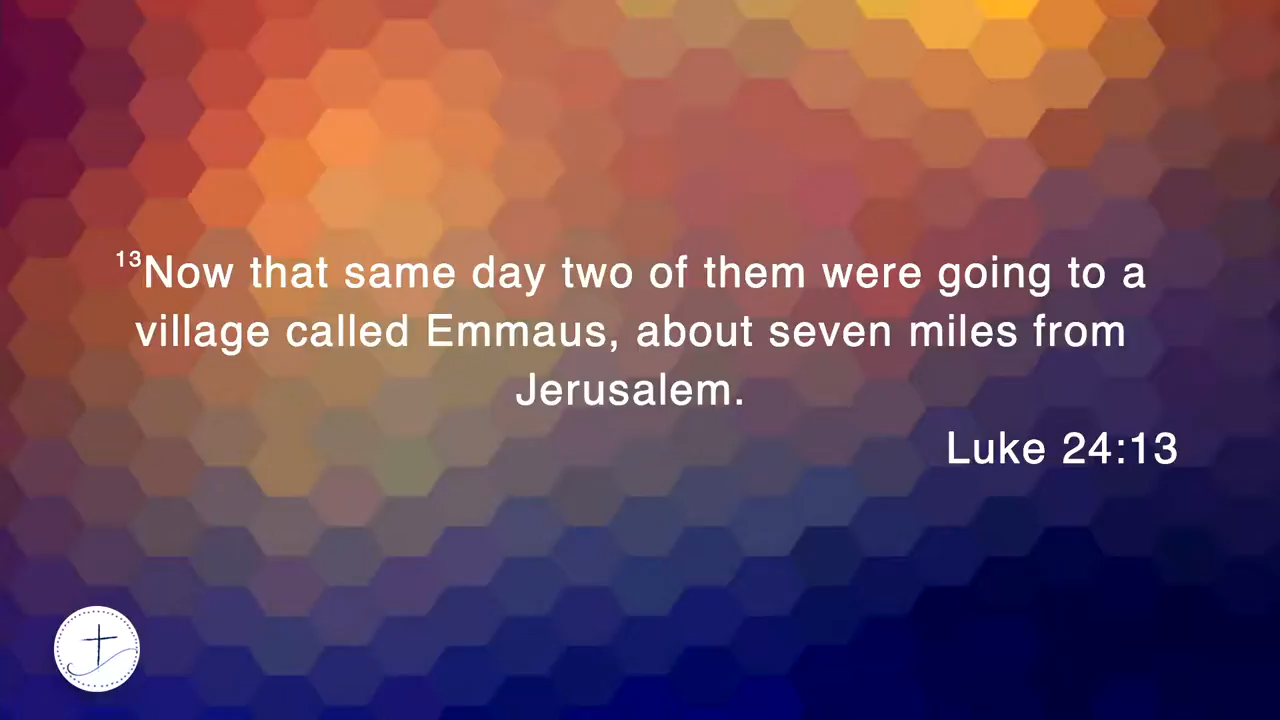 ¹³Now that same day two of them were going to a
village called Emmaus, about seven miles from
Jerusalem.
Luke 24:13